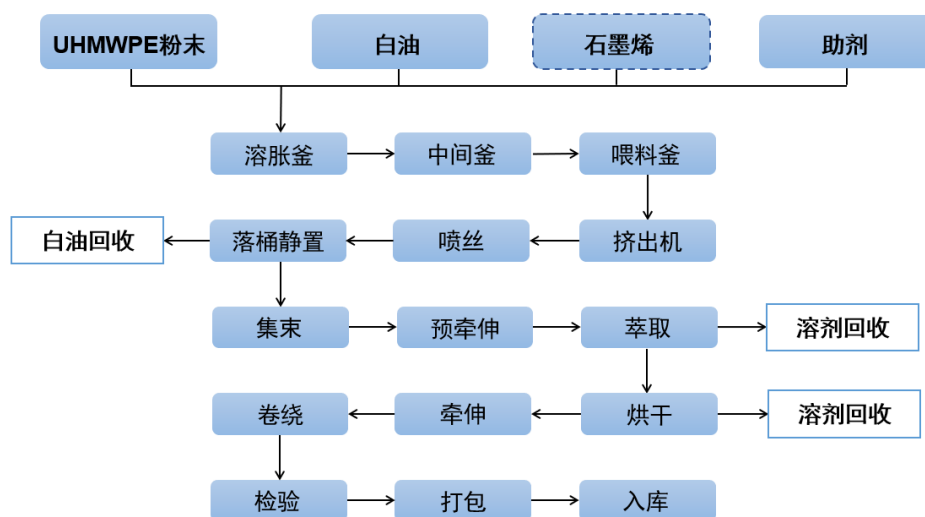 UHMWPE粉末
白油
石墨烯
助剂
溶胀釜
中间釜
喂料釜
白油回收
落桶静置
喷丝
挤出机
集束
预牵伸
萃取
溶剂回收
卷绕
牵伸
烘干
溶剂回收
检验
打包
入库